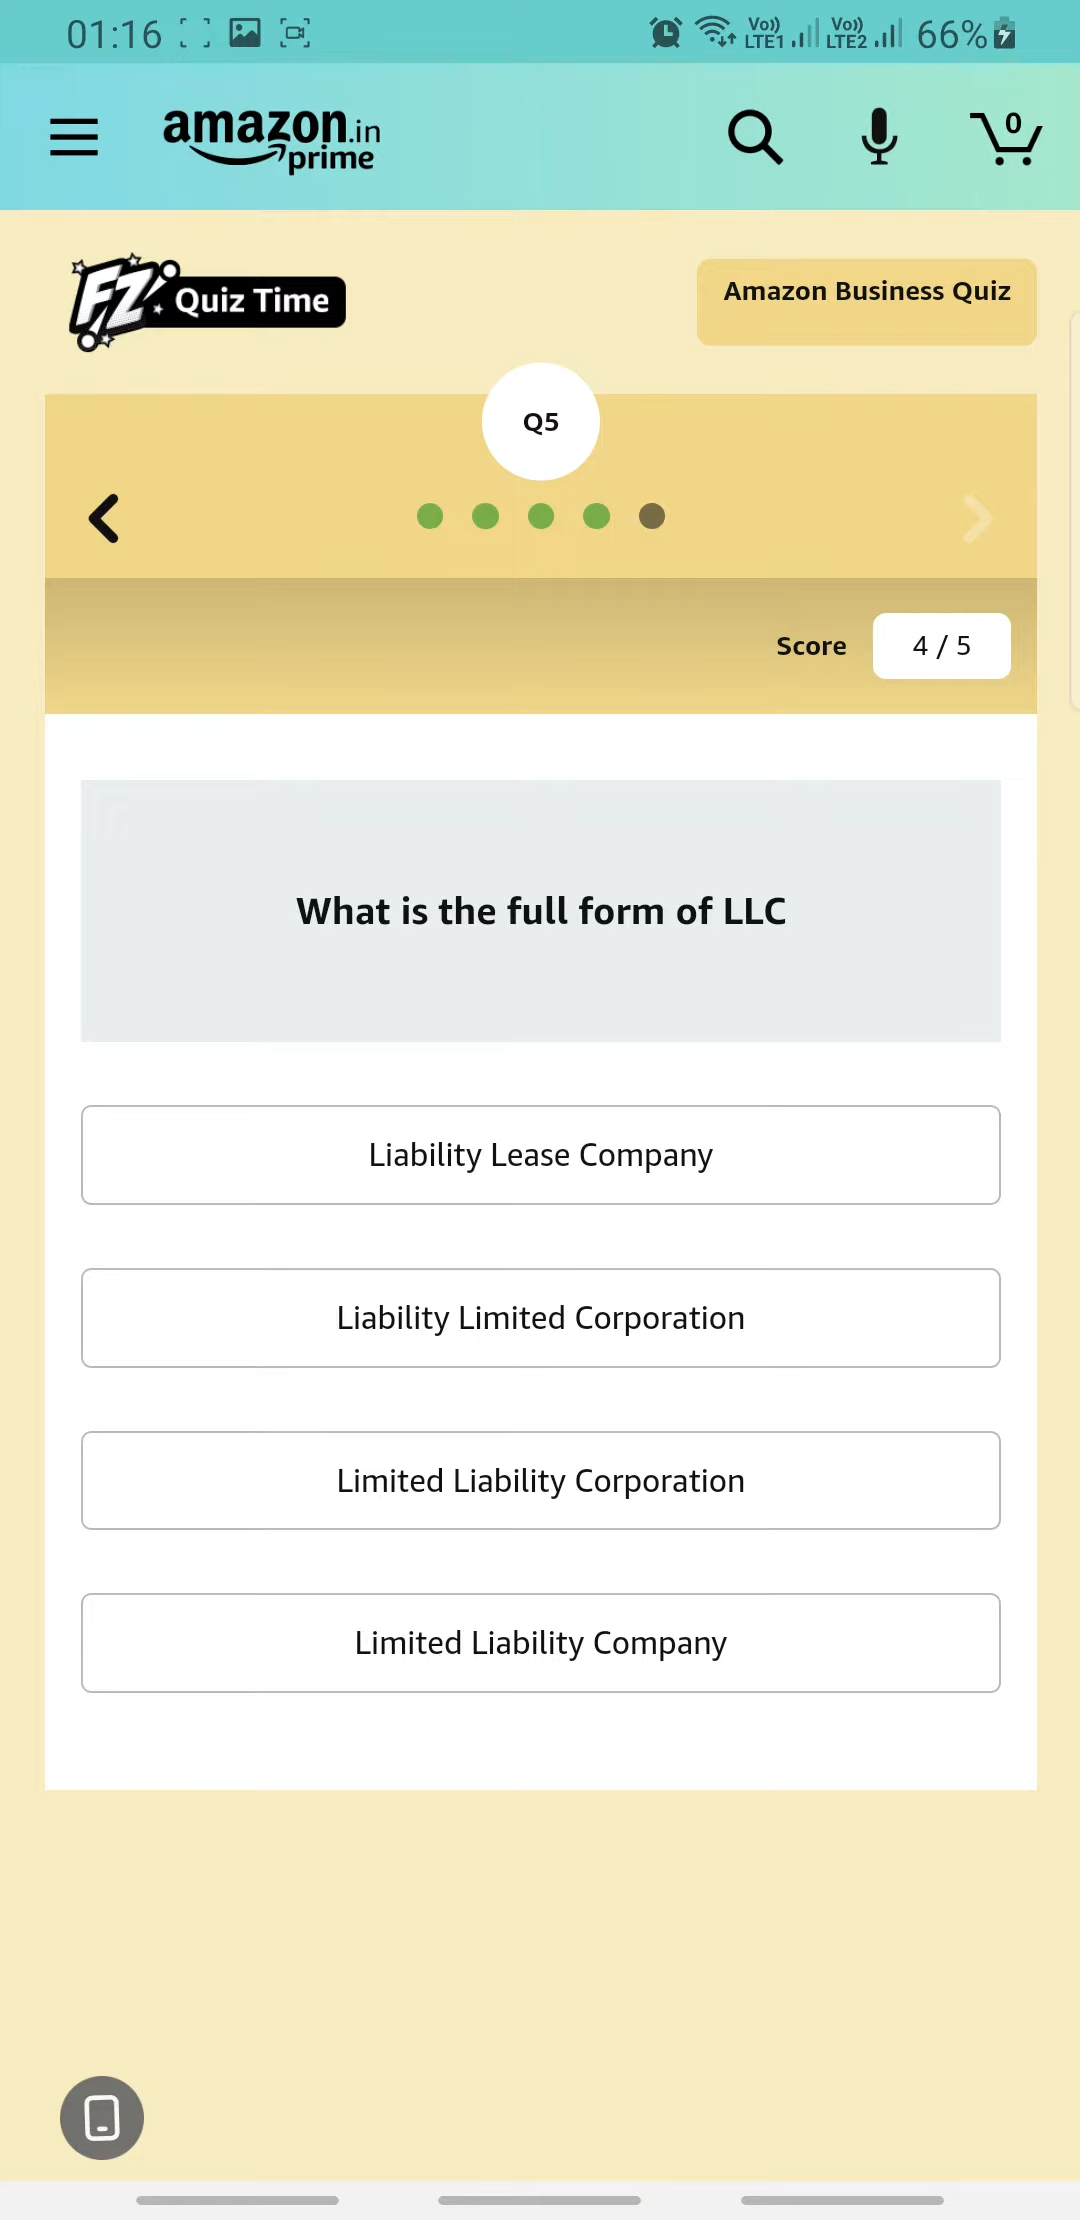 01:16
Vo)) LTE1 Vo)) LTE2 66%
amazon.in
prime
0
FZ Quiz Time
Amazon Business Quiz
Q5
Score 4 / 5
What is the full form of LLC
Liability Lease Company
Liability Limited Corporation
Limited Liability Corporation
Limited Liability Company